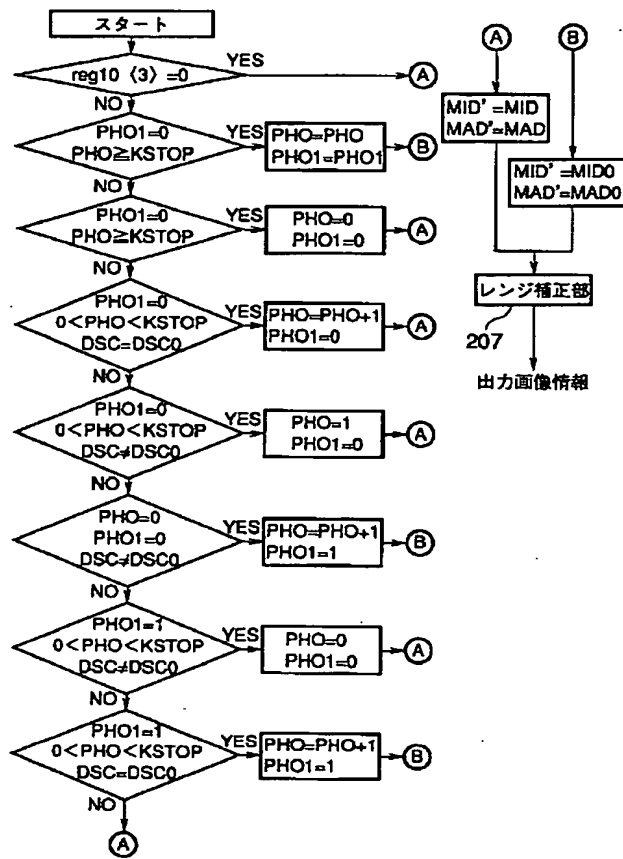 スタート
reg10〈3〉=0
YES
A
NO
PHO1=0
PHO≧KSTOP
YES
PHO=PHO
PHO1=PHO1
B
NO
PHO1=0
PHO≧KSTOP
YES
PHO=0
PHO1=0
A
NO
PHO1=0
0<PHO<KSTOP
DSC=DSC0
YES
PHO=PHO+1
PHO1=0
A
NO
PHO1=0
0<PHO<KSTOP
DSC≠DSC0
YES
PHO=1
PHO1=0
A
NO
PHO=0
PHO1=0
DSC≠DSC0
YES
PHO=PHO+1
PHO1=1
B
NO
PHO1=1
0<PHO<KSTOP
DSC≠DSC0
YES
PHO=0
PHO1=0
A
NO
PHO1=1
0<PHO<KSTOP
DSC=DSC0
YES
PHO=PHO+1
PHO1=1
B
NO
A
A
MID'=MID
MAD'=MAD
B
MID'=MID0
MAD'=MAD0
レンジ補正部
207
出力画像情報